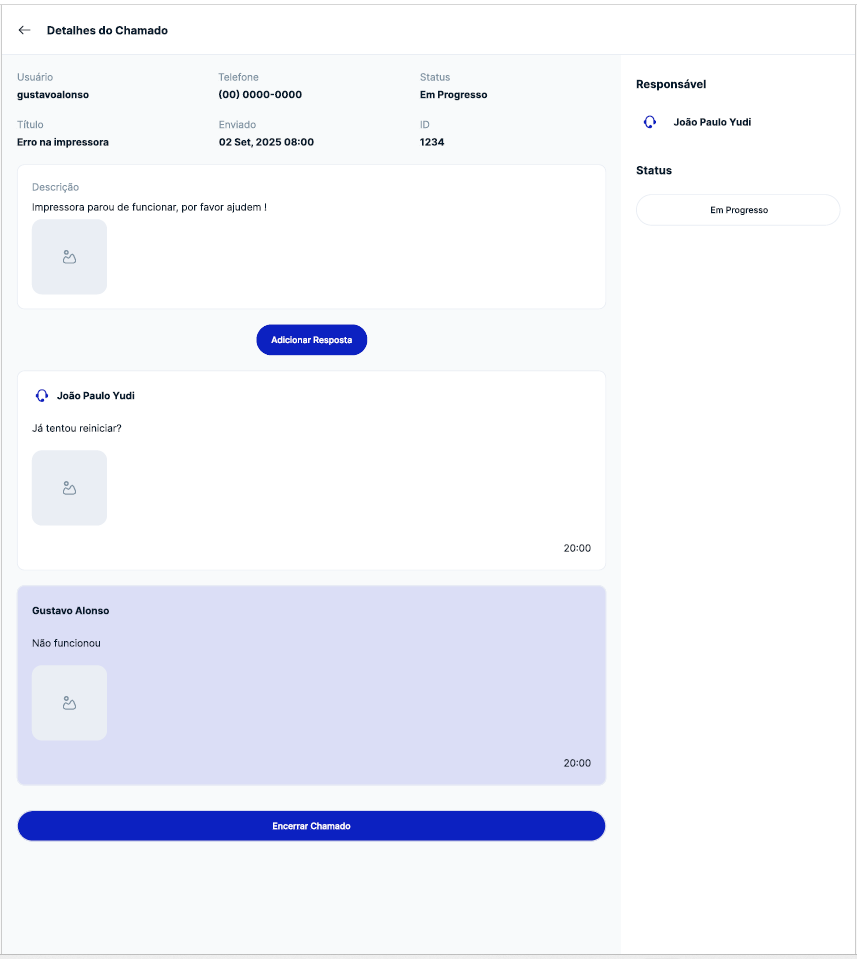 Detalhes do Chamado
Usuário Telefone Status
gustavoalonso (00) 0000-0000 Em Progresso
Título Enviado ID
Erro na impressora 02 Set, 2025 08:00 1234
Descrição
Impressora parou de funcionar, por favor ajudem !
Adicionar Resposta
João Paulo Yudi
Já tentou reiniciar?
20:00
Gustavo Alonso
Não funcionou
20:00
Encerrar Chamado
Responsável
João Paulo Yudi
Status
Em Progresso